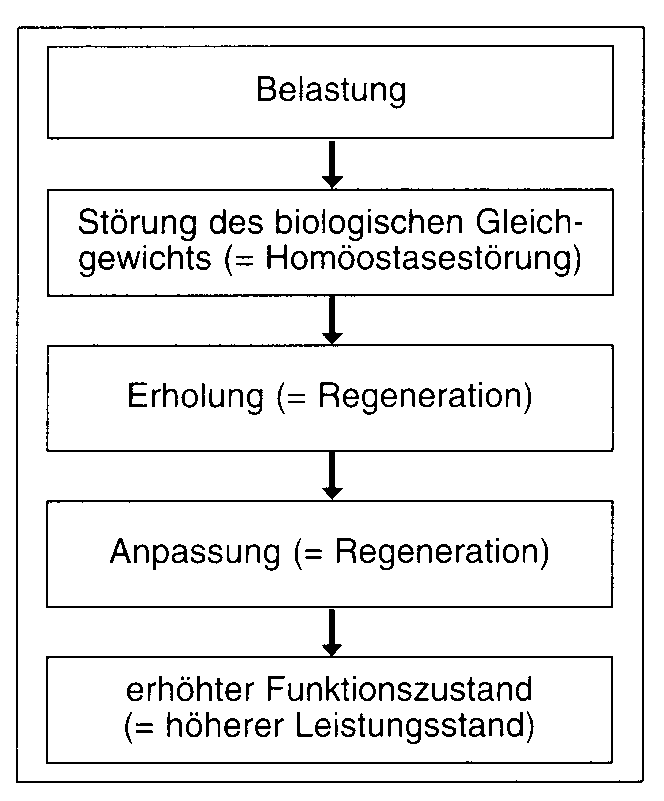 Belastung
Störung des biologischen Gleich-
gewichts (= Homöostasestörung)
Erholung (= Regeneration)
Anpassung (= Regeneration)
erhöhter Funktionszustand
(= höherer Leistungsstand)